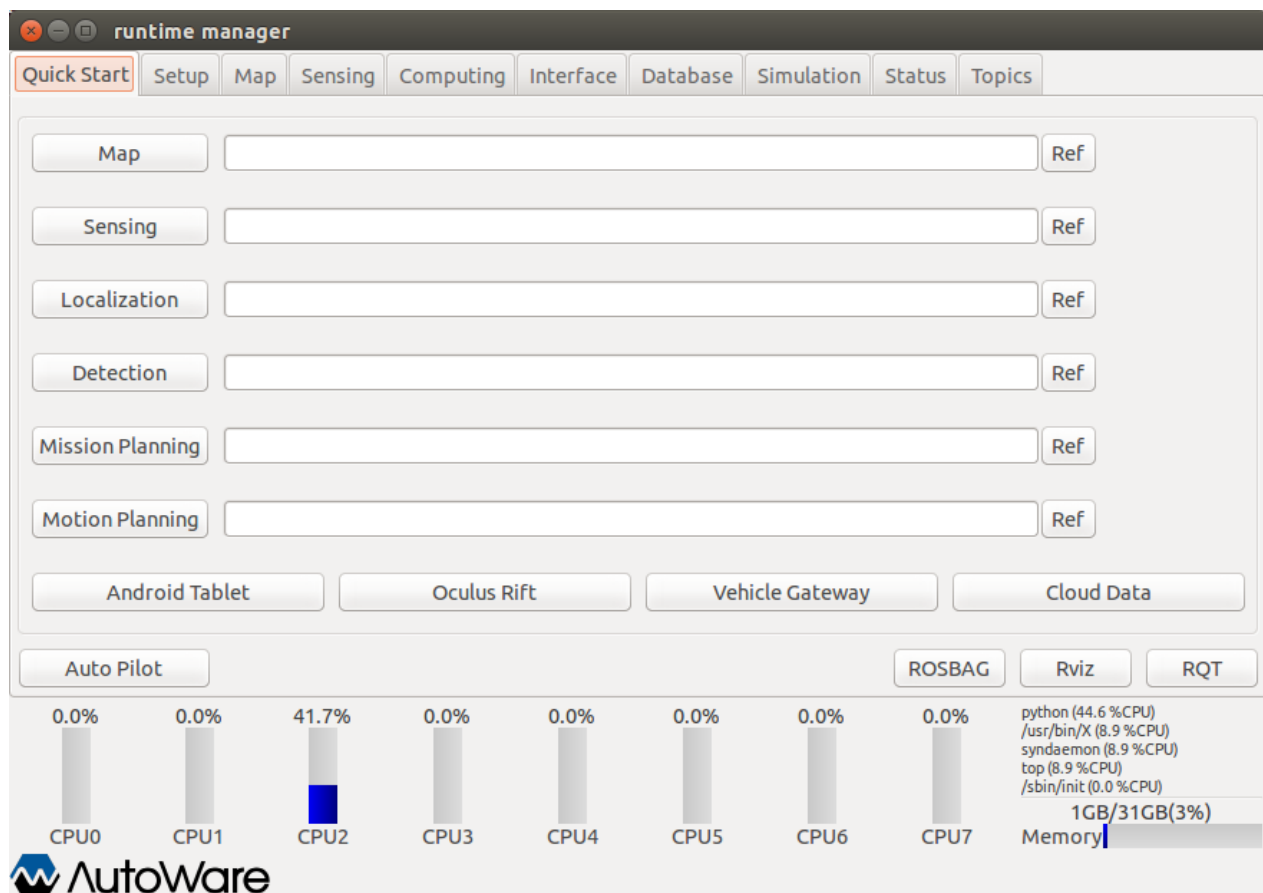 runtime manager
Quick Start Setup Map Sensing Computing Interface Database Simulation Status Topics
Map Ref
Sensing Ref
Localization Ref
Detection Ref
Mission Planning Ref
Motion Planning Ref
Android Tablet Oculus Rift Vehicle Gateway Cloud Data
Auto Pilot ROSBAG Rviz RQT
0.0% 0.0% 41.7% 0.0% 0.0% 0.0% 0.0% 0.0%
CPU0 CPU1 CPU2 CPU3 CPU4 CPU5 CPU6 CPU7
python (44.6 %CPU)
/usr/bin/X (8.9 %CPU)
syndaemon (8.9 %CPU)
top (8.9 %CPU)
/sbin/init (0.0 %CPU)
1GB/31GB(3%)
Memory
AutoWare